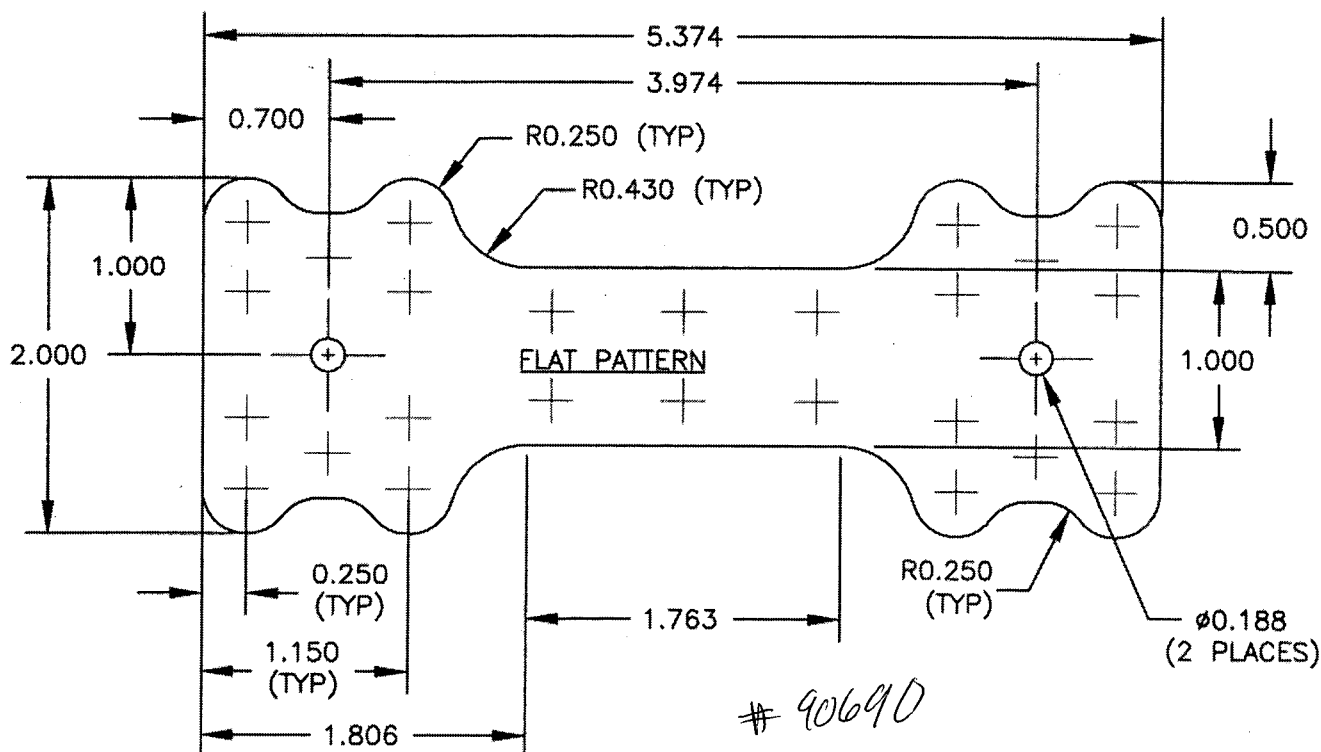 5.374
3.974
0.700
R0.250 (TYP)
R0.430 (TYP)
0.500
1.000
2.000
FLAT PATTERN
1.000
0.250
(TYP)
R0.250
(TYP)
1.763
ø0.188
(2 PLACES)
1.150
(TYP)
# 90690
1.806